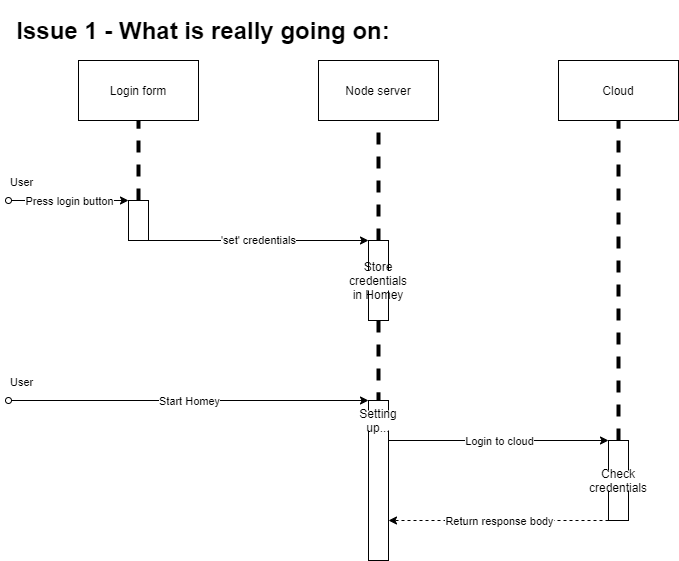 Issue 1 - What is really going on:
Login form
Node server
Cloud
User
Press login button
'set' credentials
Store
credentials
in Homey
User
Start Homey
Setting
up...
Login to cloud
Check
credentials
Return response body